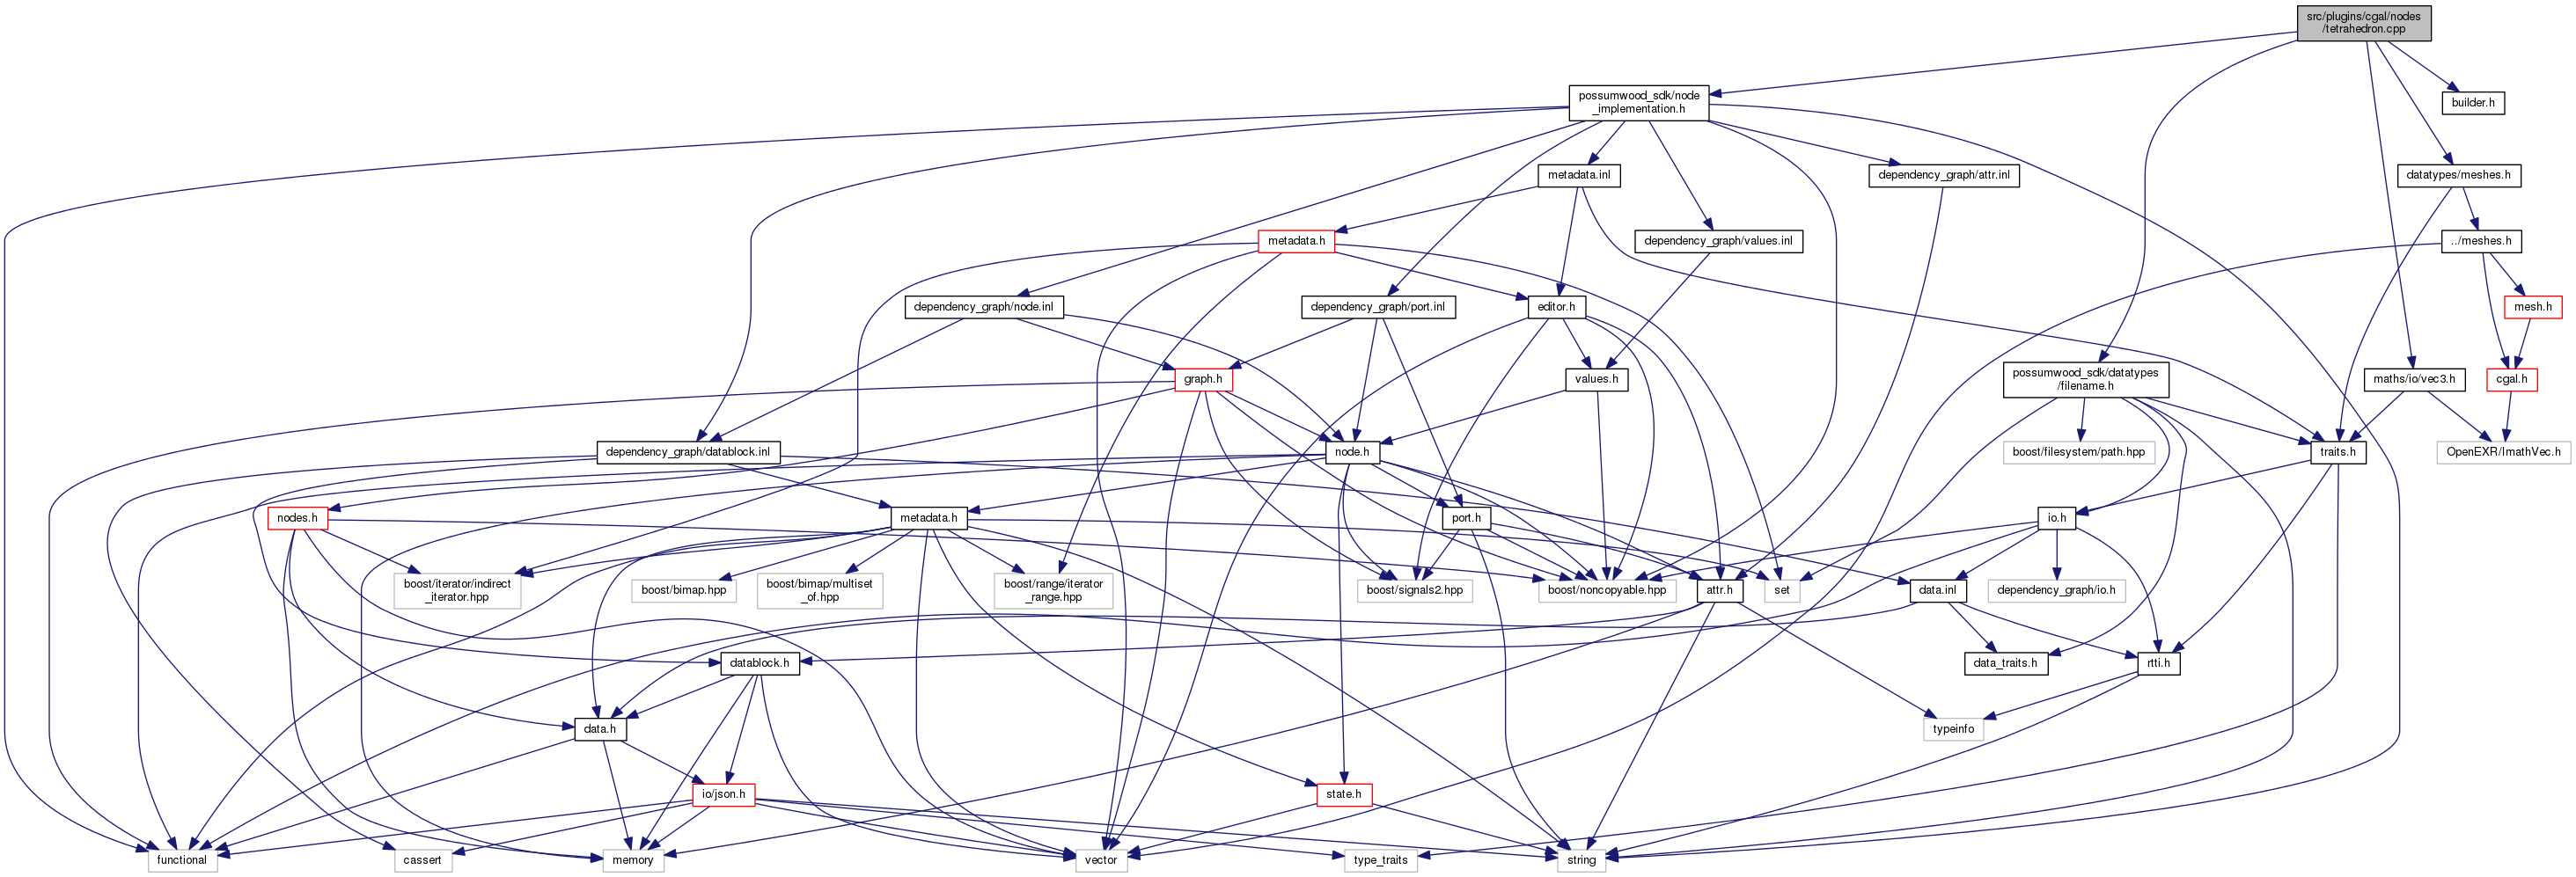 src/plugins/cgal/nodes
/tetrahedron.cpp
possumwood_sdk/node
_implementation.h
builder.h
metadata.inl
dependency_graph/attr.inl
datatypes/meshes.h
metadata.h
dependency_graph/values.inl
../meshes.h
dependency_graph/node.inl
dependency_graph/port.inl
editor.h
mesh.h
graph.h
values.h
possumwood_sdk/datatypes
/filename.h
maths/io/vec3.h
cgal.h
dependency_graph/datablock.inl
node.h
boost/filesystem/path.hpp
traits.h
OpenEXR/ImathVec.h
nodes.h
metadata.h
port.h
io.h
boost/iterator/indirect
_iterator.hpp
boost/bimap.hpp
boost/bimap/multiset
_of.hpp
boost/range/iterator
_range.hpp
boost/signals2.hpp
boost/noncopyable.hpp
attr.h
set
data.inl
dependency_graph/io.h
datablock.h
data_traits.h
rtti.h
data.h
typeinfo
io/json.h
state.h
functional
cassert
memory
vector
type_traits
string